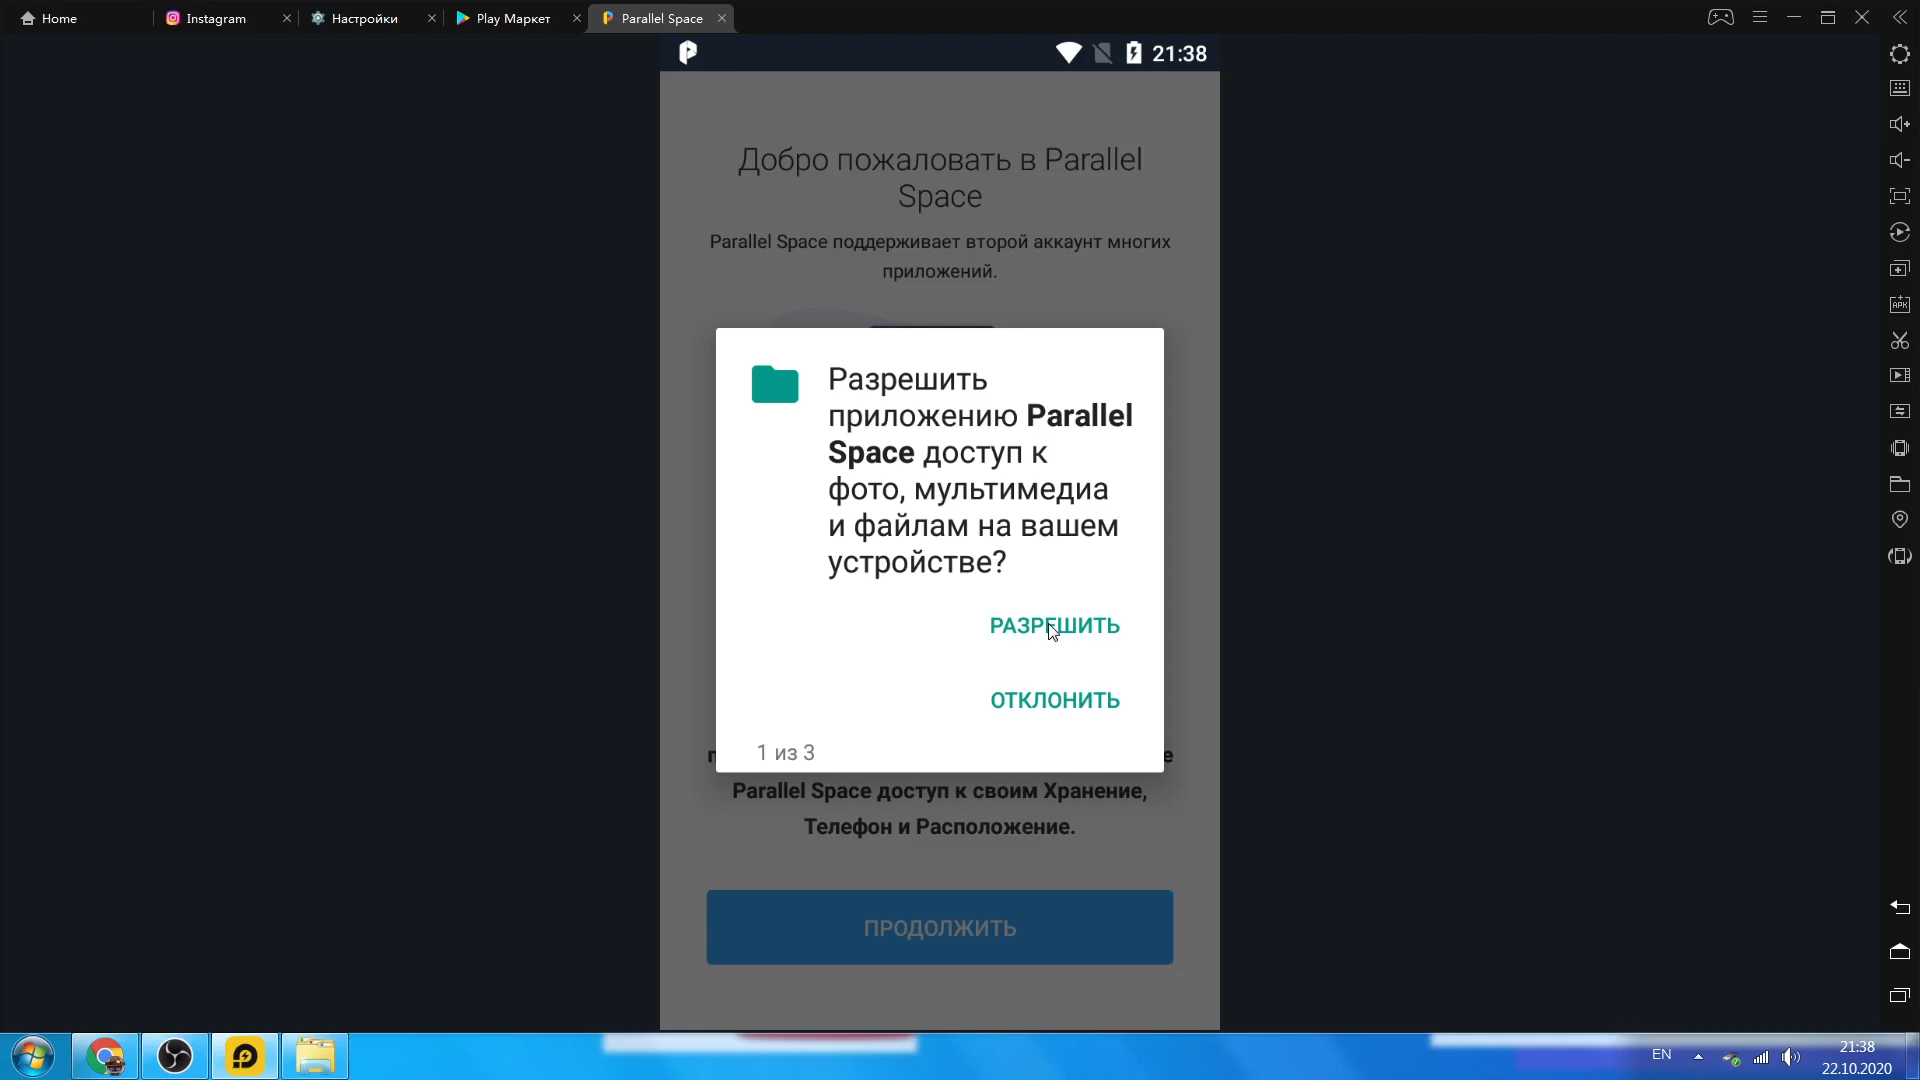 Home
Instagram
Настройки
Play Маркет
Parallel Space
21:38
Добро пожаловать в Parallel
Space
Parallel Space поддерживает второй аккаунт многих
приложений.
Разрешить
приложению Parallel
Space доступ к
фото, мультимедиа
и файлам на вашем
устройстве?
РАЗРЕШИТЬ
ОТКЛОНИТЬ
1 из 3
Parallel Space доступ к своим Хранение,
Телефон и Расположение.
ПРОДОЛЖИТЬ
APK
EN
21:38
22.10.2020